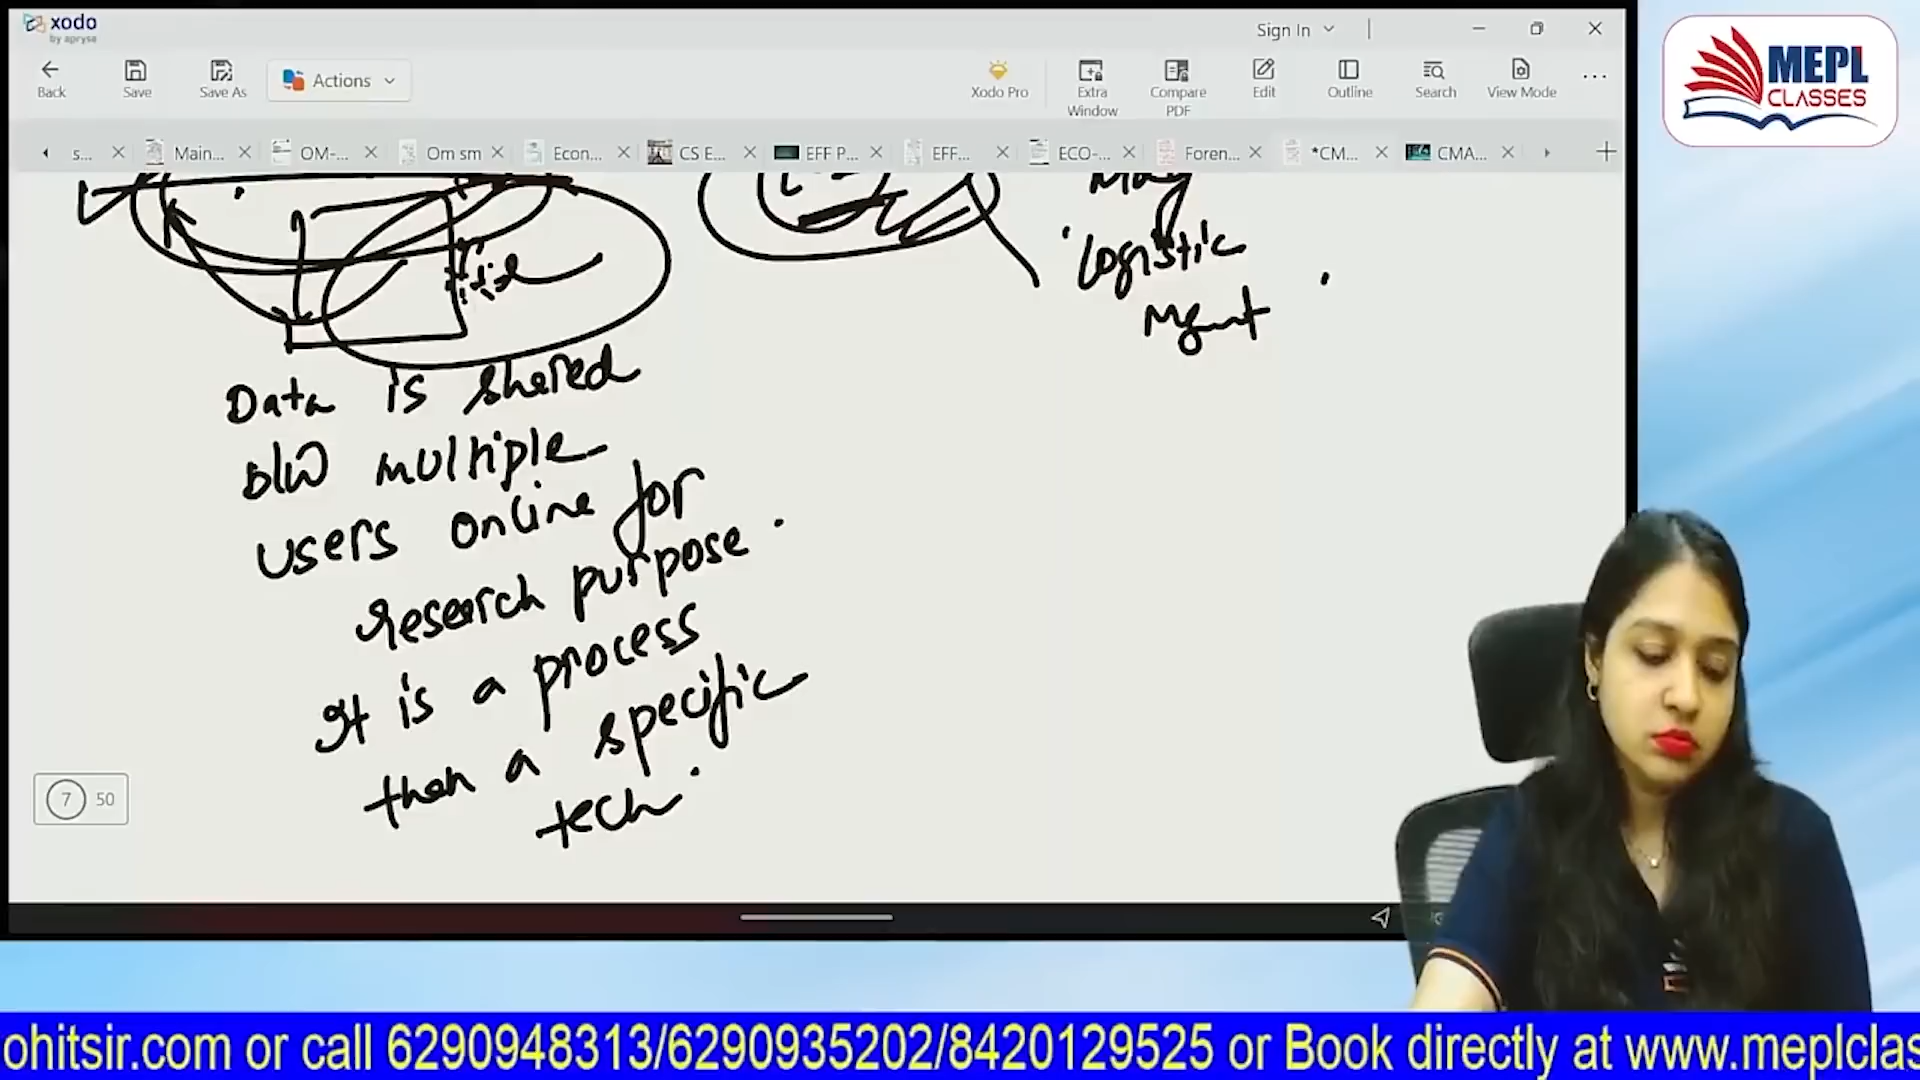 xodo
by apryse
Sign In
Back
Save
Save As
Actions
Xodo Pro
Extra Window
Compare PDF
Edit
Outline
Search
View Mode
s...
Main...
OM-...
Om sm
Econ...
CS E...
EFF P...
EFF...
ECO-...
Foren...
*CM...
CMA...
MEPL
CLASSES
Logistic
Mgmt
Data is shared
b/w multiple
users online for
research purpose.
It is a process
then a specific
tech.
7 50
ohitsir.com or call 6290948313/6290935202/8420129525 or Book directly at www.meplclas